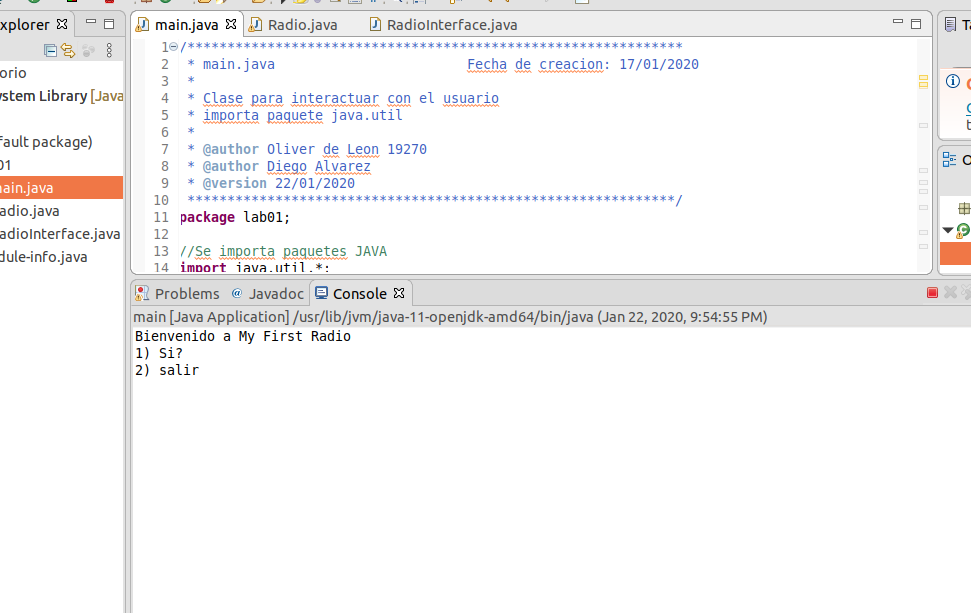 xplorer
orio
ystem Library [Java
fault package)
01
ain.java
adio.java
adioInterface.java
dule-info.java
main.java Radio.java RadioInterface.java
1 /**************************************************************
2 * main.java Fecha de creacion: 17/01/2020
3 *
4 * Clase para interactuar con el usuario
5 * importa paquete java.util
6 *
7 * @author Oliver de Leon 19270
8 * @author Diego Alvarez
9 * @version 22/01/2020
10 *************************************************************/
11 package lab01;
12
13 //Se importa paquetes JAVA
14 import java.util.*;
Problems @ Javadoc Console
main [Java Application] /usr/lib/jvm/java-11-openjdk-amd64/bin/java (Jan 22, 2020, 9:54:55 PM)
Bienvenido a My First Radio
1) Si?
2) salir